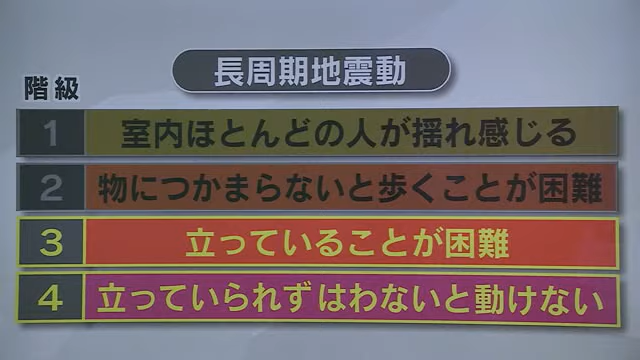 長周期地震動
階級
1 室内ほとんどの人が揺れ感じる
2 物につかまらないと歩くことが困難
3 立っていることが困難
4 立っていられず はわないと動けない